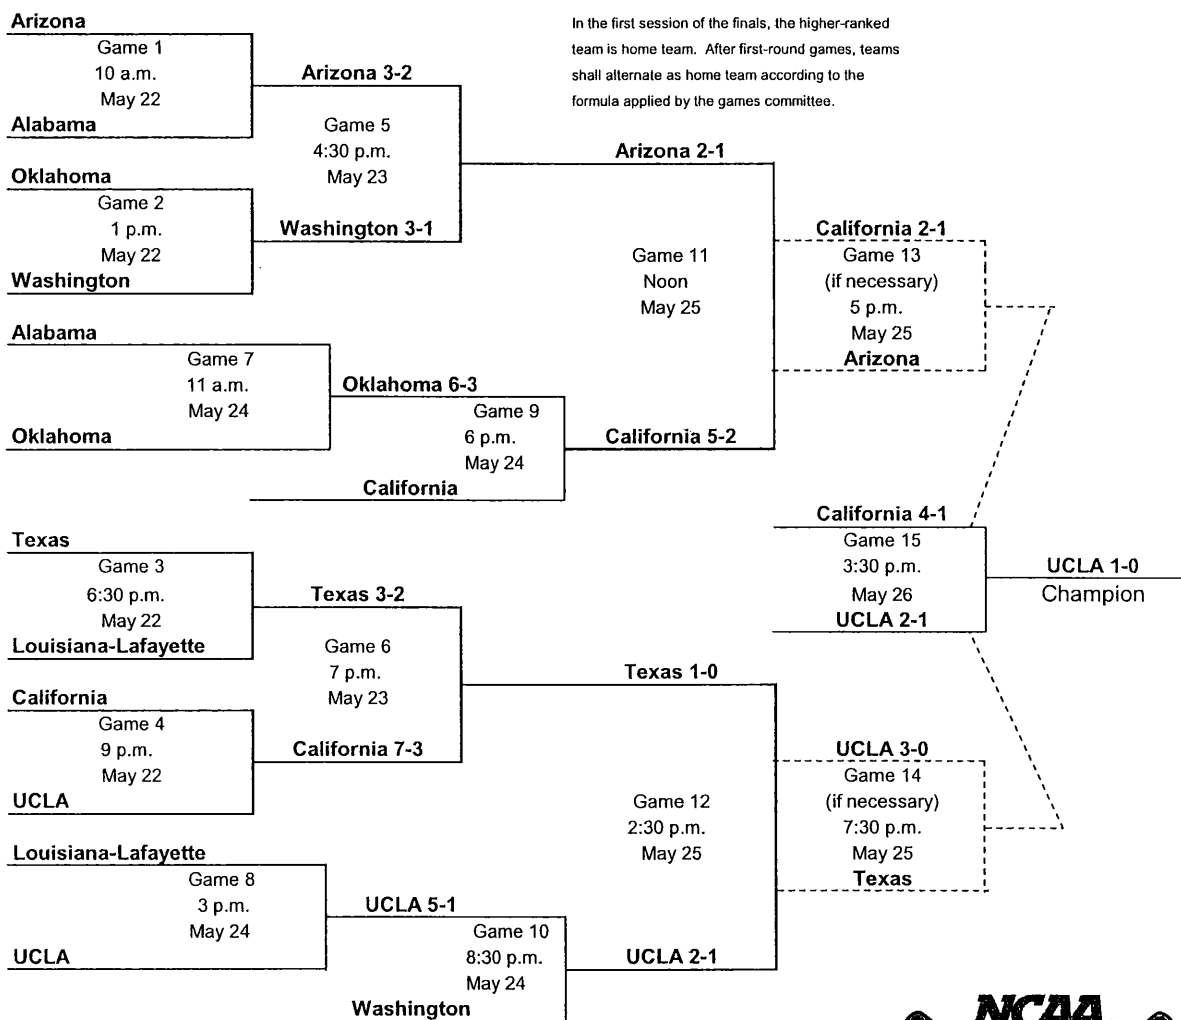 Arizona
Game 1
10 a.m.
May 22
Alabama
Arizona 3-2
Game 5
4:30 p.m.
May 23
Oklahoma
Game 2
1 p.m.
May 22
Washington
Washington 3-1
In the first session of the finals, the higher-ranked
team is home team. After first-round games, teams
shall alternate as home team according to the
formula applied by the games committee.
Arizona 2-1
Game 11
Noon
May 25
California 2-1
Game 13
(if necessary)
5 p.m.
May 25
Arizona
Alabama
Game 7
11 a.m.
May 24
Oklahoma
Oklahoma 6-3
Game 9
6 p.m.
May 24
California
California 5-2
California 4-1
Game 15
3:30 p.m.
May 26
UCLA 2-1
UCLA 1-0
Champion
Texas
Game 3
6:30 p.m.
May 22
Louisiana-Lafayette
Texas 3-2
Game 6
7 p.m.
May 23
California
Game 4
9 p.m.
May 22
UCLA
California 7-3
Texas 1-0
Game 12
2:30 p.m.
May 25
UCLA 3-0
Game 14
(if necessary)
7:30 p.m.
May 25
Texas
Louisiana-Lafayette
Game 8
3 p.m.
May 24
UCLA
UCLA 5-1
Game 10
8:30 p.m.
May 24
Washington
UCLA 2-1
NCAA